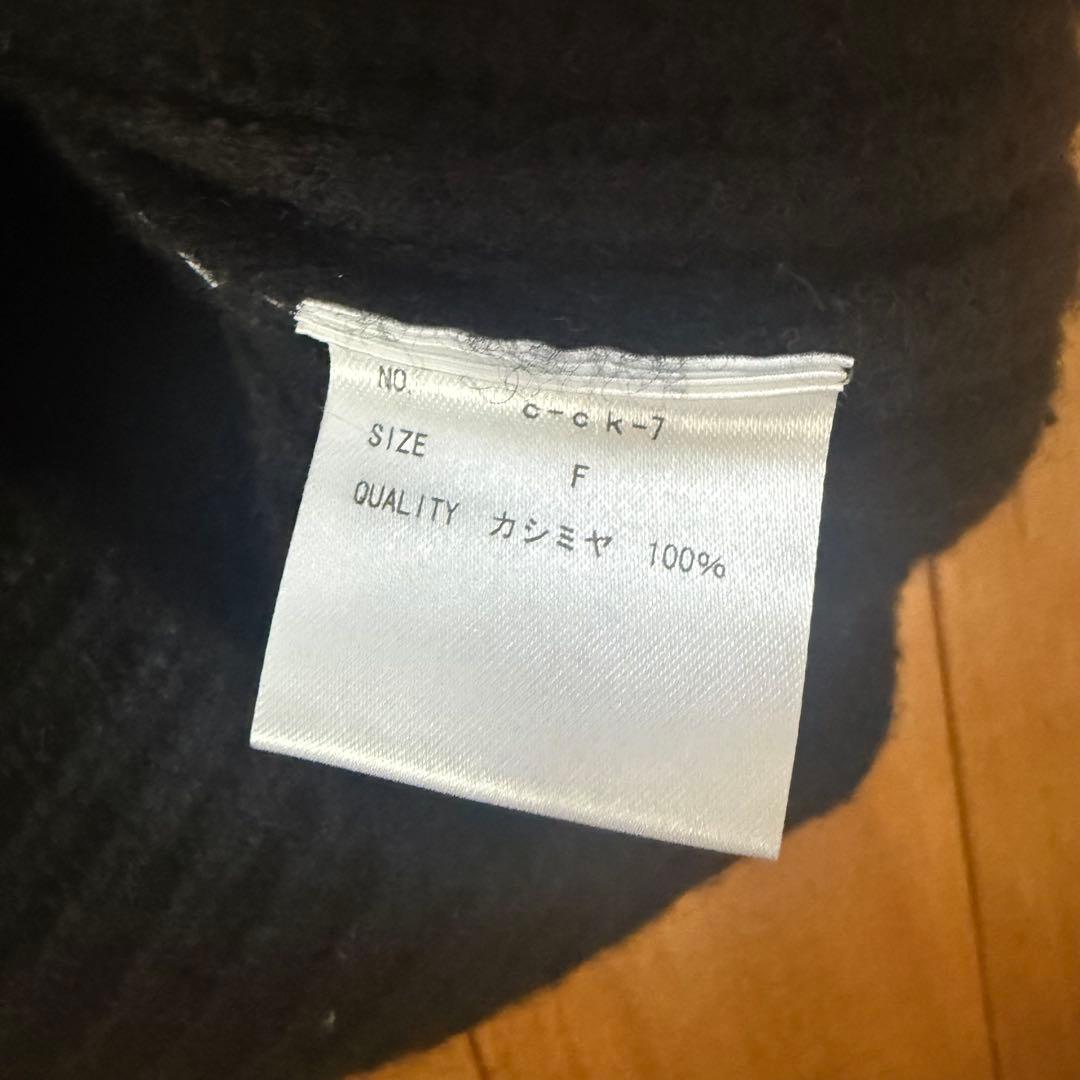 NO. c-ck-7
SIZE F
QUALITY カシミヤ 100%